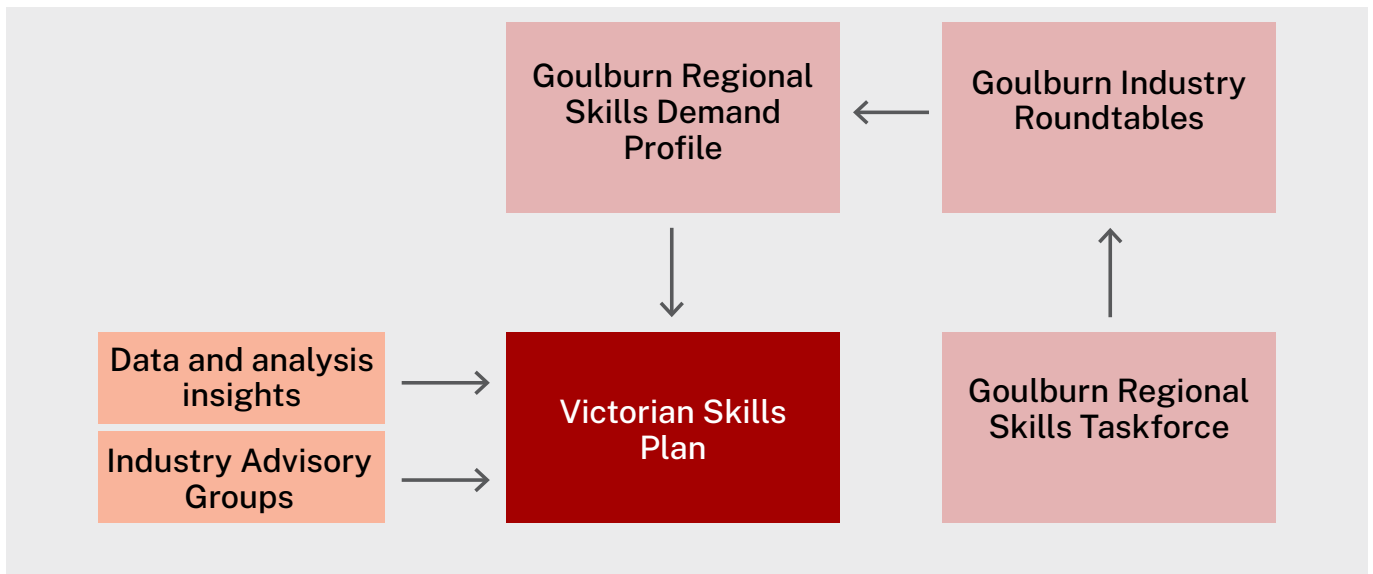 Goulburn Regional
Skills Demand
Profile
Goulburn Industry
Roundtables
Data and analysis
insights
Industry Advisory
Groups
Victorian Skills
Plan
Goulburn Regional
Skills Taskforce